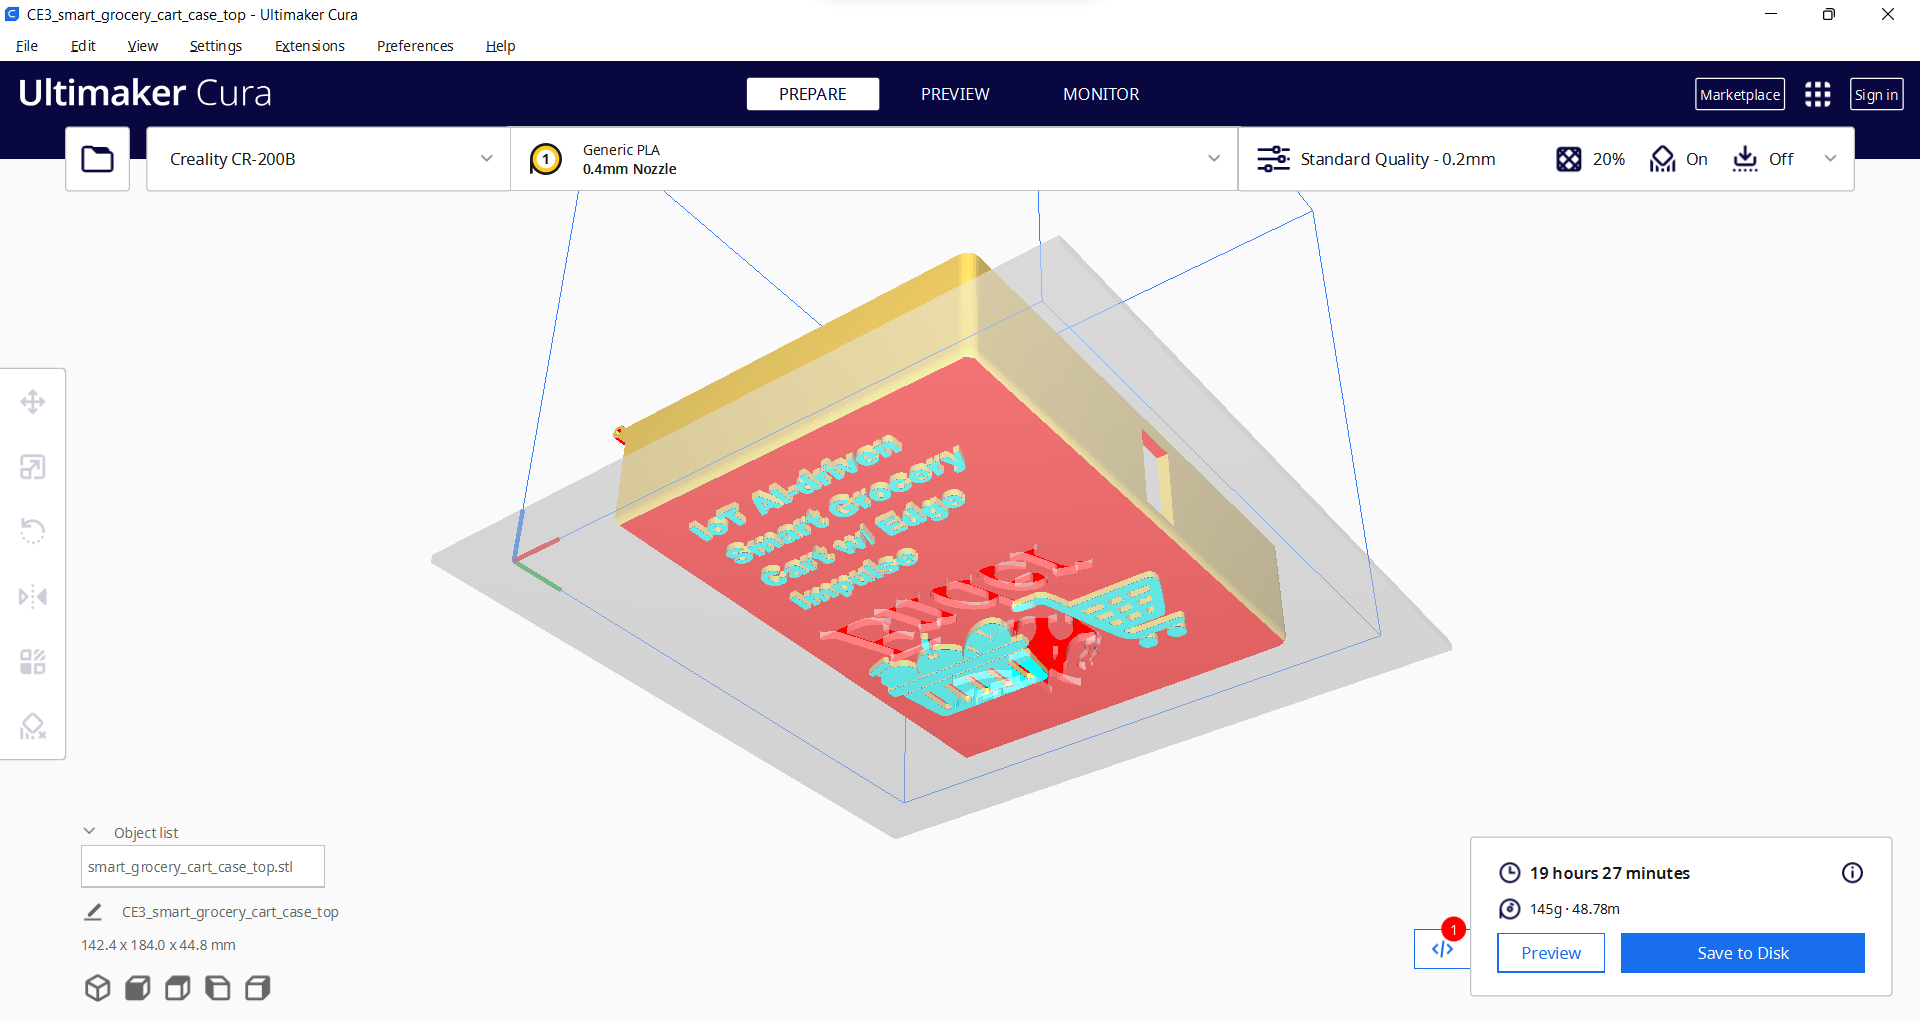 CE3_smart_grocery_cart_case_top - Ultimaker Cura
File Edit View Settings Extensions Preferences Help
Ultimaker Cura
PREPARE PREVIEW MONITOR
Marketplace Sign in
Creality CR-200B
1 Generic PLA
0.4mm Nozzle
Standard Quality - 0.2mm 20% On Off
IoT AI-driven
Smart Grocery
Cart w/ Edge
Impulse
Object list
smart_grocery_cart_case_top.stl
CE3_smart_grocery_cart_case_top
142.4 x 184.0 x 44.8 mm
19 hours 27 minutes
145g · 48.78m
1
</>
Preview Save to Disk